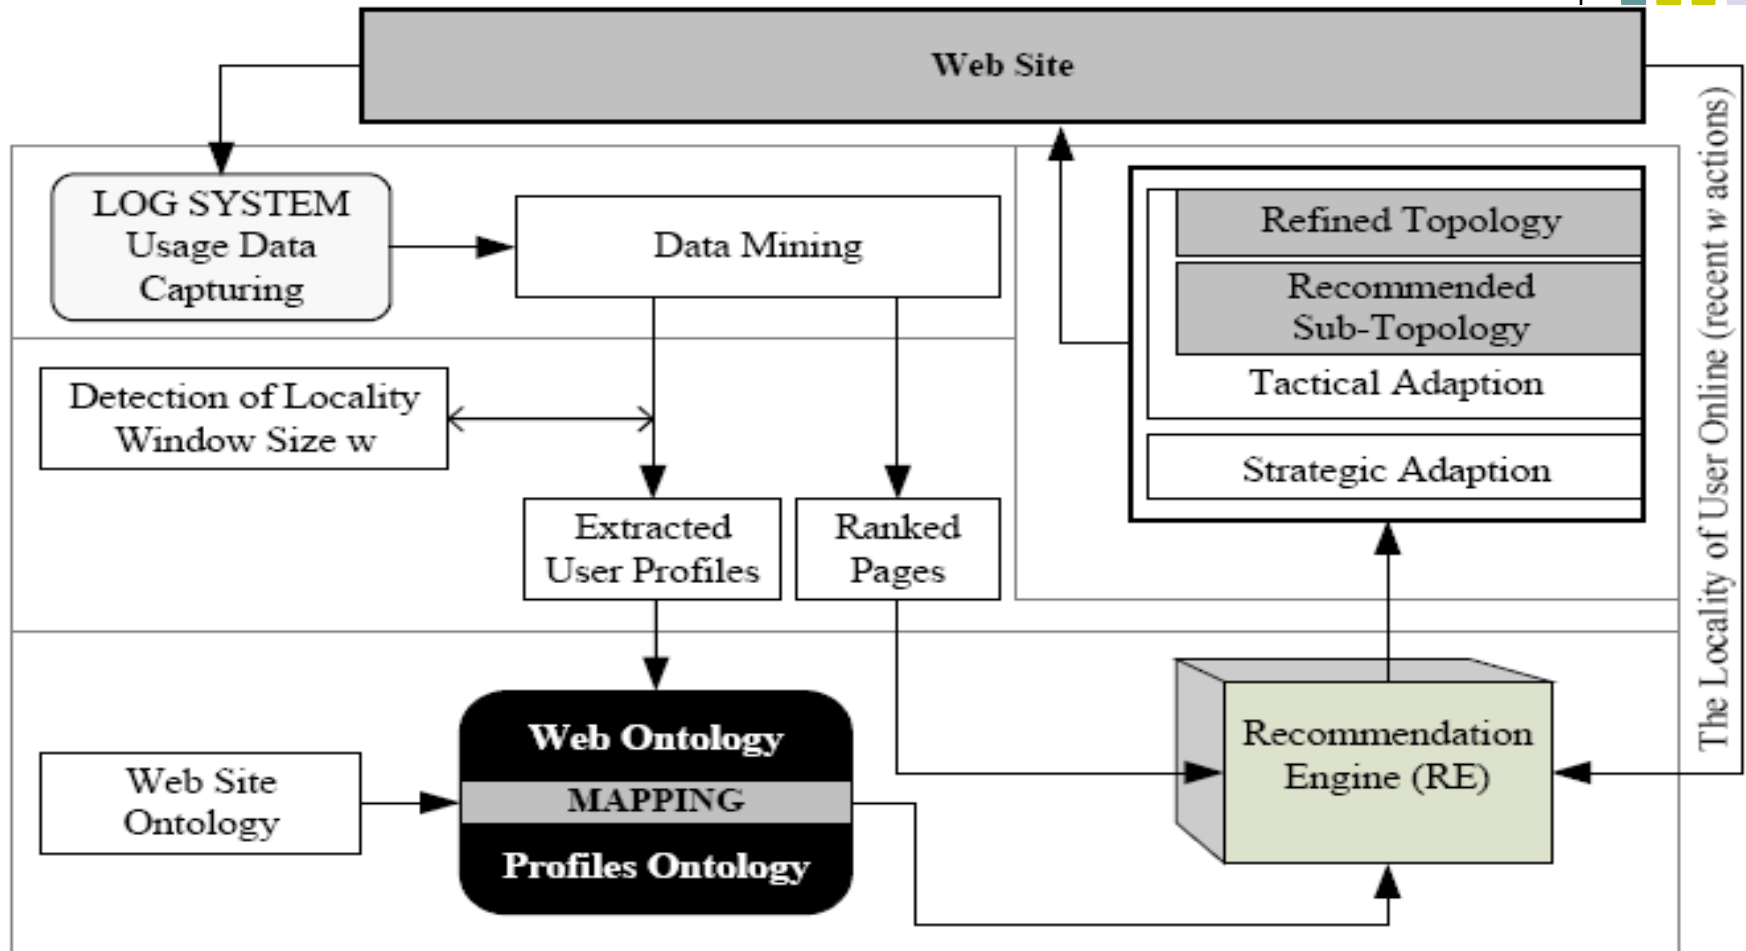 Web Site
LOG SYSTEM
Usage Data
Capturing
Data Mining
Refined Topology
Recommended
Sub-Topology
Tactical Adaption
Strategic Adaption
Detection of Locality
Window Size w
Extracted
User Profiles
Ranked
Pages
The Locality of User Online (recent w actions)
Web Site
Ontology
Web Ontology
MAPPING
Profiles Ontology
Recommendation
Engine (RE)